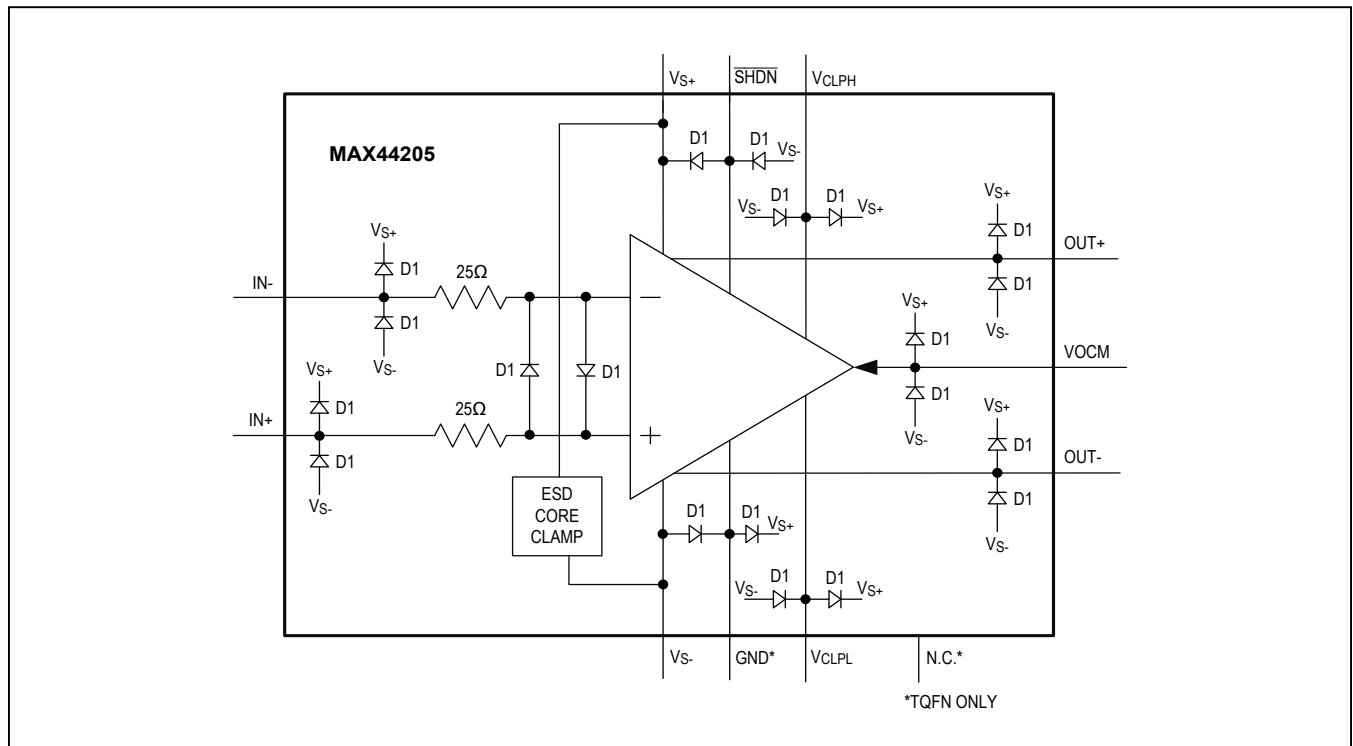 VS+ SHDN VCLPH
MAX44205
D1 D1
VS-
D1 D1
VS- VS+
VS+
D1
OUT+
D1
VS-
VS+
D1
IN-
25Ω
D1
VS-
VS+
D1
VOCM
D1
VS-
D1 D1
VS+
D1
IN+
25Ω
D1
VS-
VS+
D1
OUT-
D1
VS-
− +
ESD
CORE
CLAMP
D1 D1
VS+
D1 D1
VS- VS+
VS- GND* VCLPL N.C.*
*TQFN ONLY